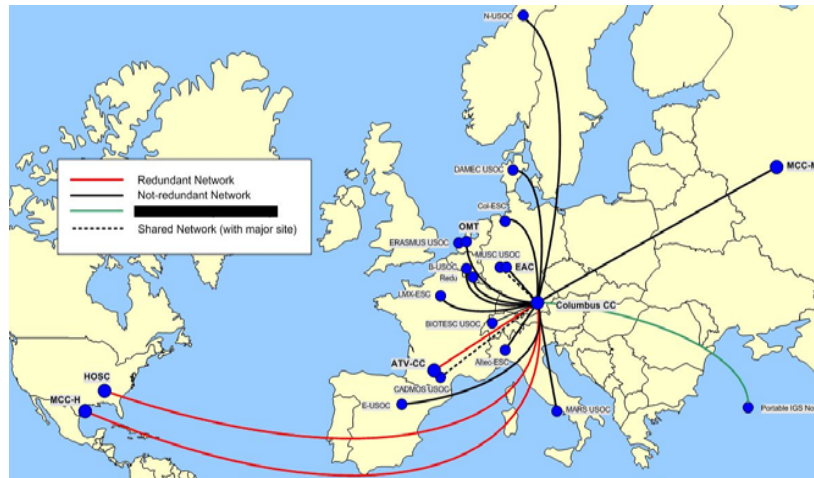 N-USOC
DAMEC USOC
MCC-M
Redundant Network
Not-redundant Network
Shared Network (with major site)
Col-ESC
OMT
ERASMUS USOC
MUSC USOC
EAC
B-USOC
Redu
LMX-ESC
Columbus CC
BIOTESC USOC
Altec-ESC
ATV-CC
CADMOS USOC
HOSC
MCC-H
E-USOC
MARS USOC
Portable IGS No